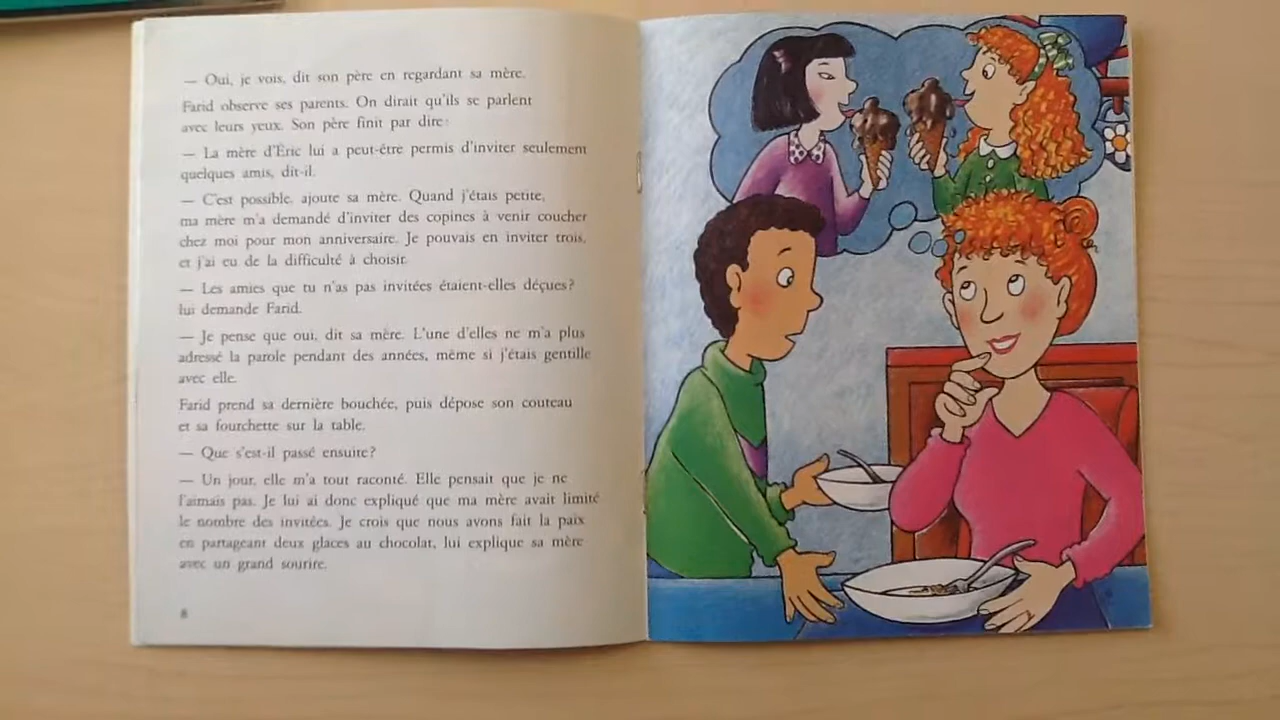 — Oui, je vois, dit son père en regardant sa mère.
Farid observe ses parents. On dirait qu'ils se parlent
avec leurs yeux. Son père finit par dire :
— La mère d'Éric lui a peut-être permis d'inviter seulement
quelques amis, dit-il.
— C'est possible, ajoute sa mère. Quand j'étais petite,
ma mère m'a demandé d'inviter des copines à venir coucher
chez moi pour mon anniversaire. Je pouvais en inviter trois,
et j'ai eu de la difficulté à choisir.
— Les amies que tu n'as pas invitées étaient-elles déçues ?
lui demande Farid.
— Je pense que oui, dit sa mère. L'une d'elles ne m'a plus
adressé la parole pendant des années, même si j'étais gentille
avec elle.
Farid prend sa dernière bouchée, puis dépose son couteau
et sa fourchette sur la table.
— Que s'est-il passé ensuite ?
— Un jour, elle m'a tout raconté. Elle pensait que je ne
l'aimais pas. Je lui ai donc expliqué que ma mère avait limité
le nombre des invitées. Je crois que nous avons fait la paix
en partageant deux glaces au chocolat, lui explique sa mère
avec un grand sourire.
8